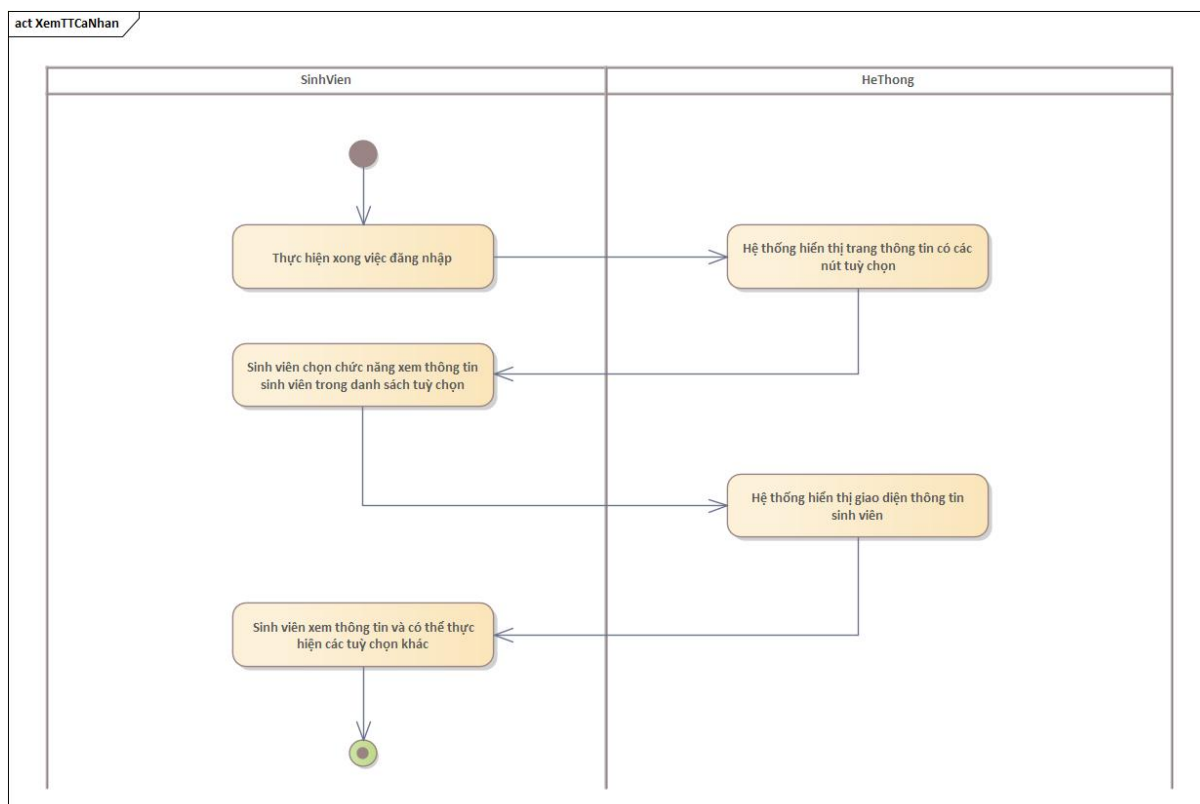 act XemTTCaNhan
SinhVien
HeThong
Thực hiện xong việc đăng nhập
Hệ thống hiển thị trang thông tin có các
nút tuỳ chọn
Sinh viên chọn chức năng xem thông tin
sinh viên trong danh sách tuỳ chọn
Hệ thống hiển thị giao diện thông tin
sinh viên
Sinh viên xem thông tin và có thể thực
hiện các tuỳ chọn khác